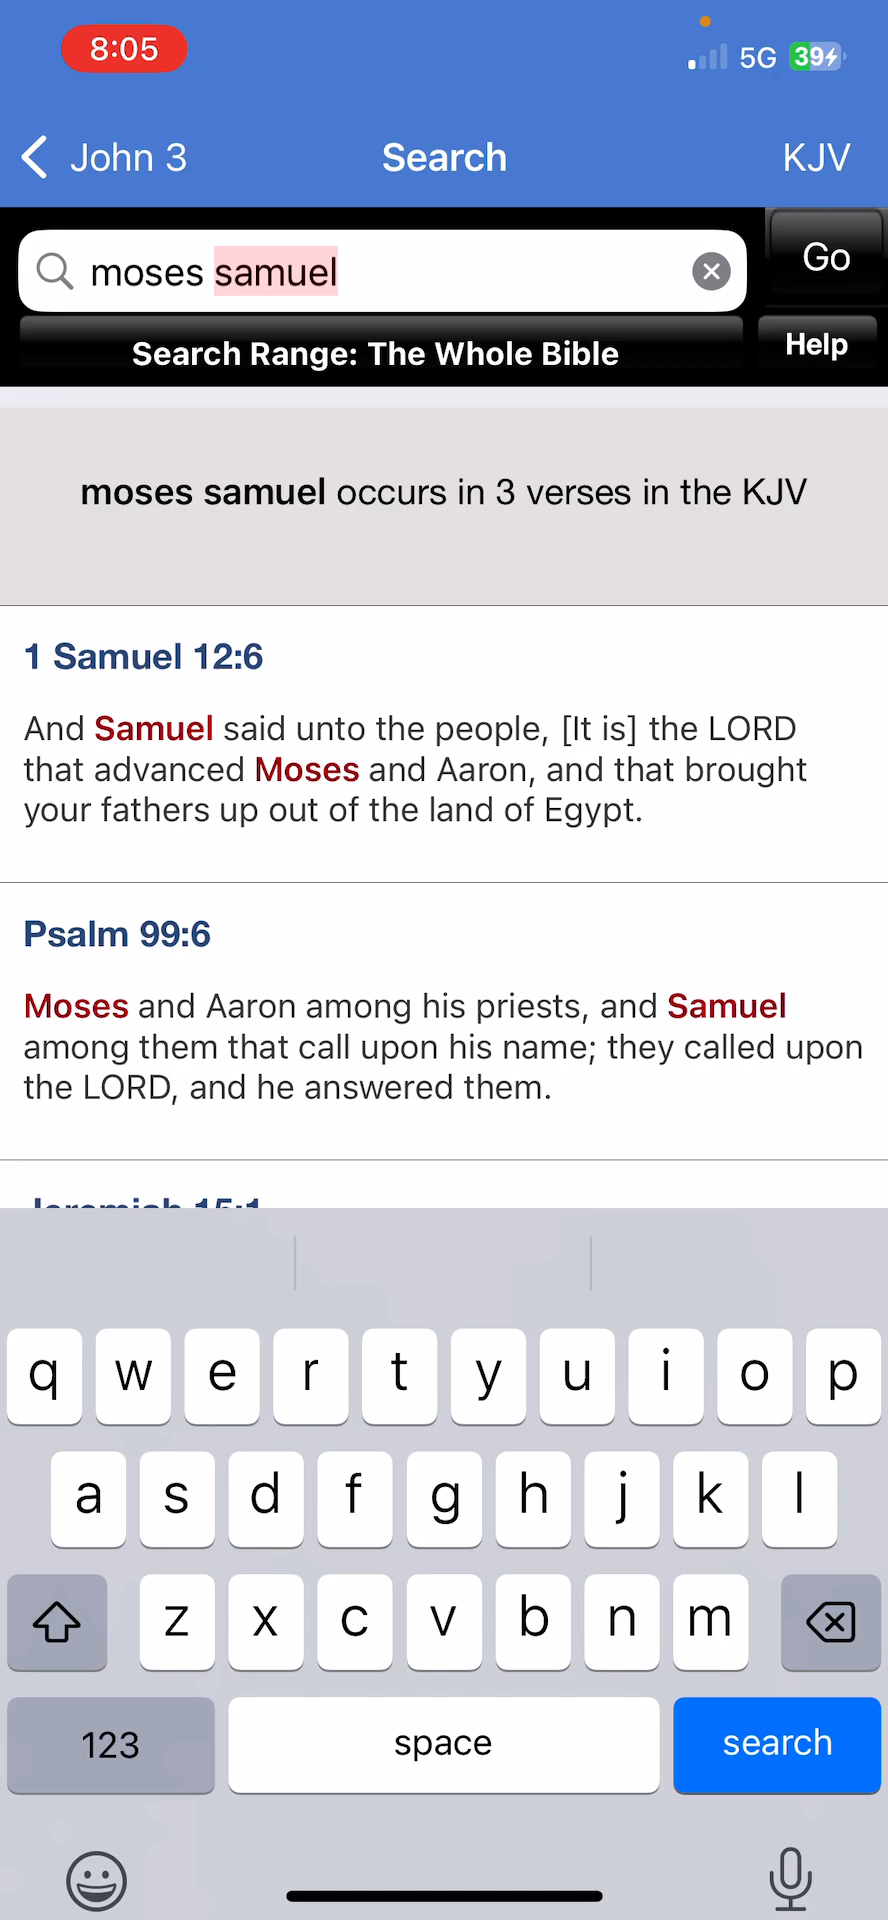 8:05
5G 39
John 3 Search KJV
moses samuel
Go
Search Range: The Whole Bible
Help
moses samuel occurs in 3 verses in the KJV
1 Samuel 12:6
And Samuel said unto the people, [It is] the LORD
that advanced Moses and Aaron, and that brought
your fathers up out of the land of Egypt.
Psalm 99:6
Moses and Aaron among his priests, and Samuel
among them that call upon his name; they called upon
the LORD, and he answered them.
Jeremiah 15:1
q w e r t y u i o p
a s d f g h j k l
z x c v b n m
123 space search